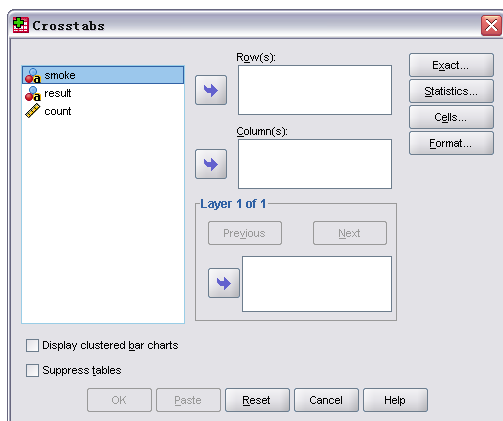 Crosstabs
smoke
result
count
Row(s):
Column(s):
Layer 1 of 1
Previous
Next
Exact...
Statistics...
Cells...
Format...
Display clustered bar charts
Suppress tables
OK
Paste
Reset
Cancel
Help